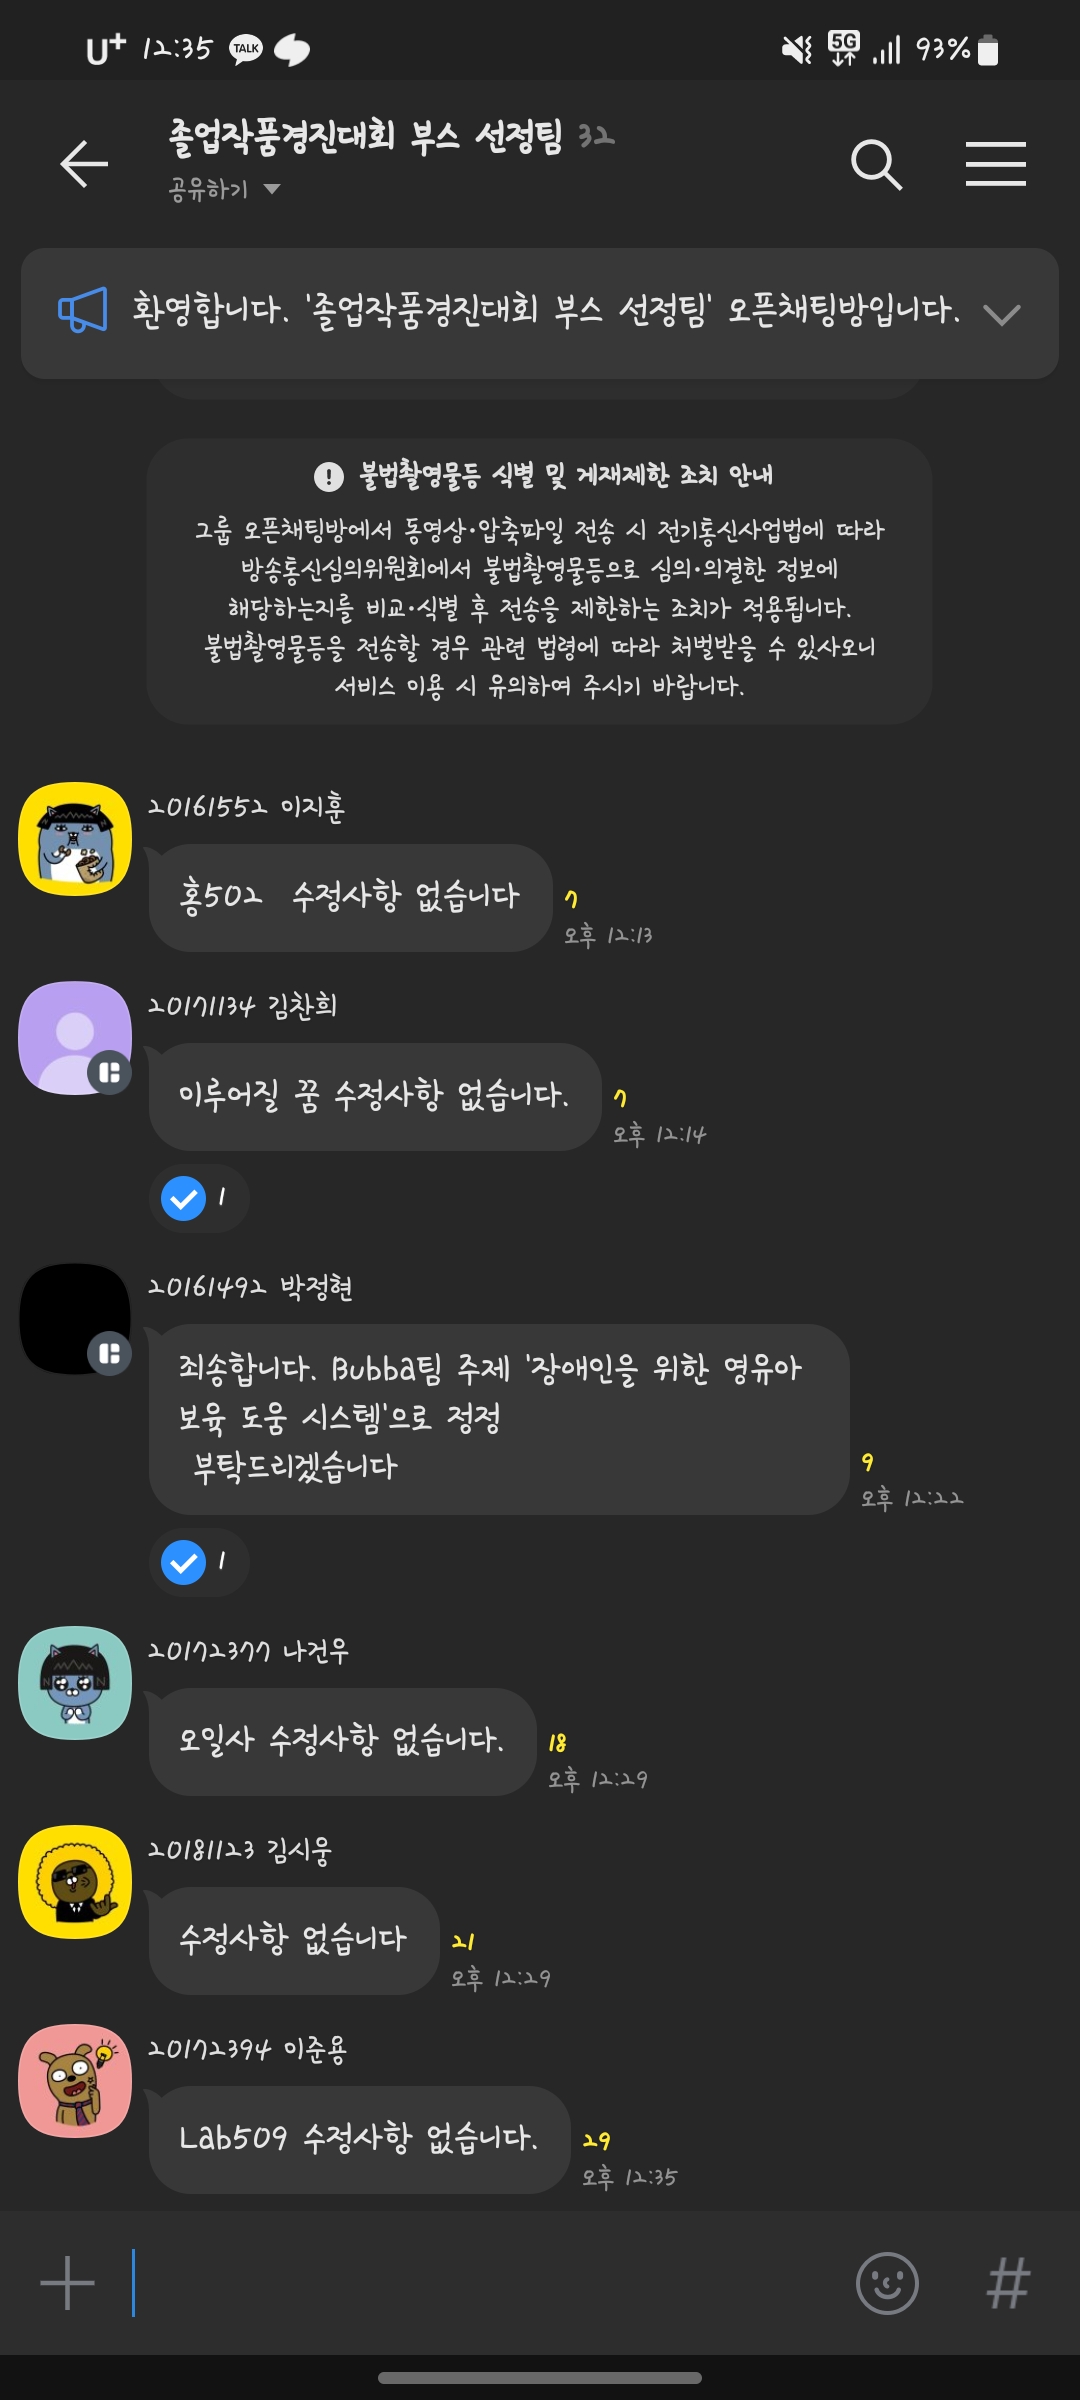 U+ 12:35 TALK 5G 93%
졸업작품경진대회 부스 선정팀 32
공유하기
환영합니다. '졸업작품경진대회 부스 선정팀' 오픈채팅방입니다.
불법촬영물등 식별 및 게재제한 조치 안내
그룹 오픈채팅방에서 동영상·압축파일 전송 시 전기통신사업법에 따라
방송통신심의위원회에서 불법촬영물등으로 심의·의결한 정보에
해당하는지를 비교·식별 후 전송을 제한하는 조치가 적용됩니다.
불법촬영물등을 전송할 경우 관련 법령에 따라 처벌받을 수 있사오니
서비스 이용 시 유의하여 주시기 바랍니다.
20161552 이지훈
홍502  수정사항 없습니다
7
오후 12:13
20171134 김찬희
이루어질 꿈 수정사항 없습니다.
7
오후 12:14
1
20161492 박정현
죄송합니다. Bubba팀 주제 '장애인을 위한 영유아
보육 도움 시스템'으로 정정
부탁드리겠습니다
9
오후 12:22
1
20172377 나건우
오일사 수정사항 없습니다.
18
오후 12:29
20181123 김시웅
수정사항 없습니다
21
오후 12:29
20172394 이준용
Lab509 수정사항 없습니다.
29
오후 12:35
#